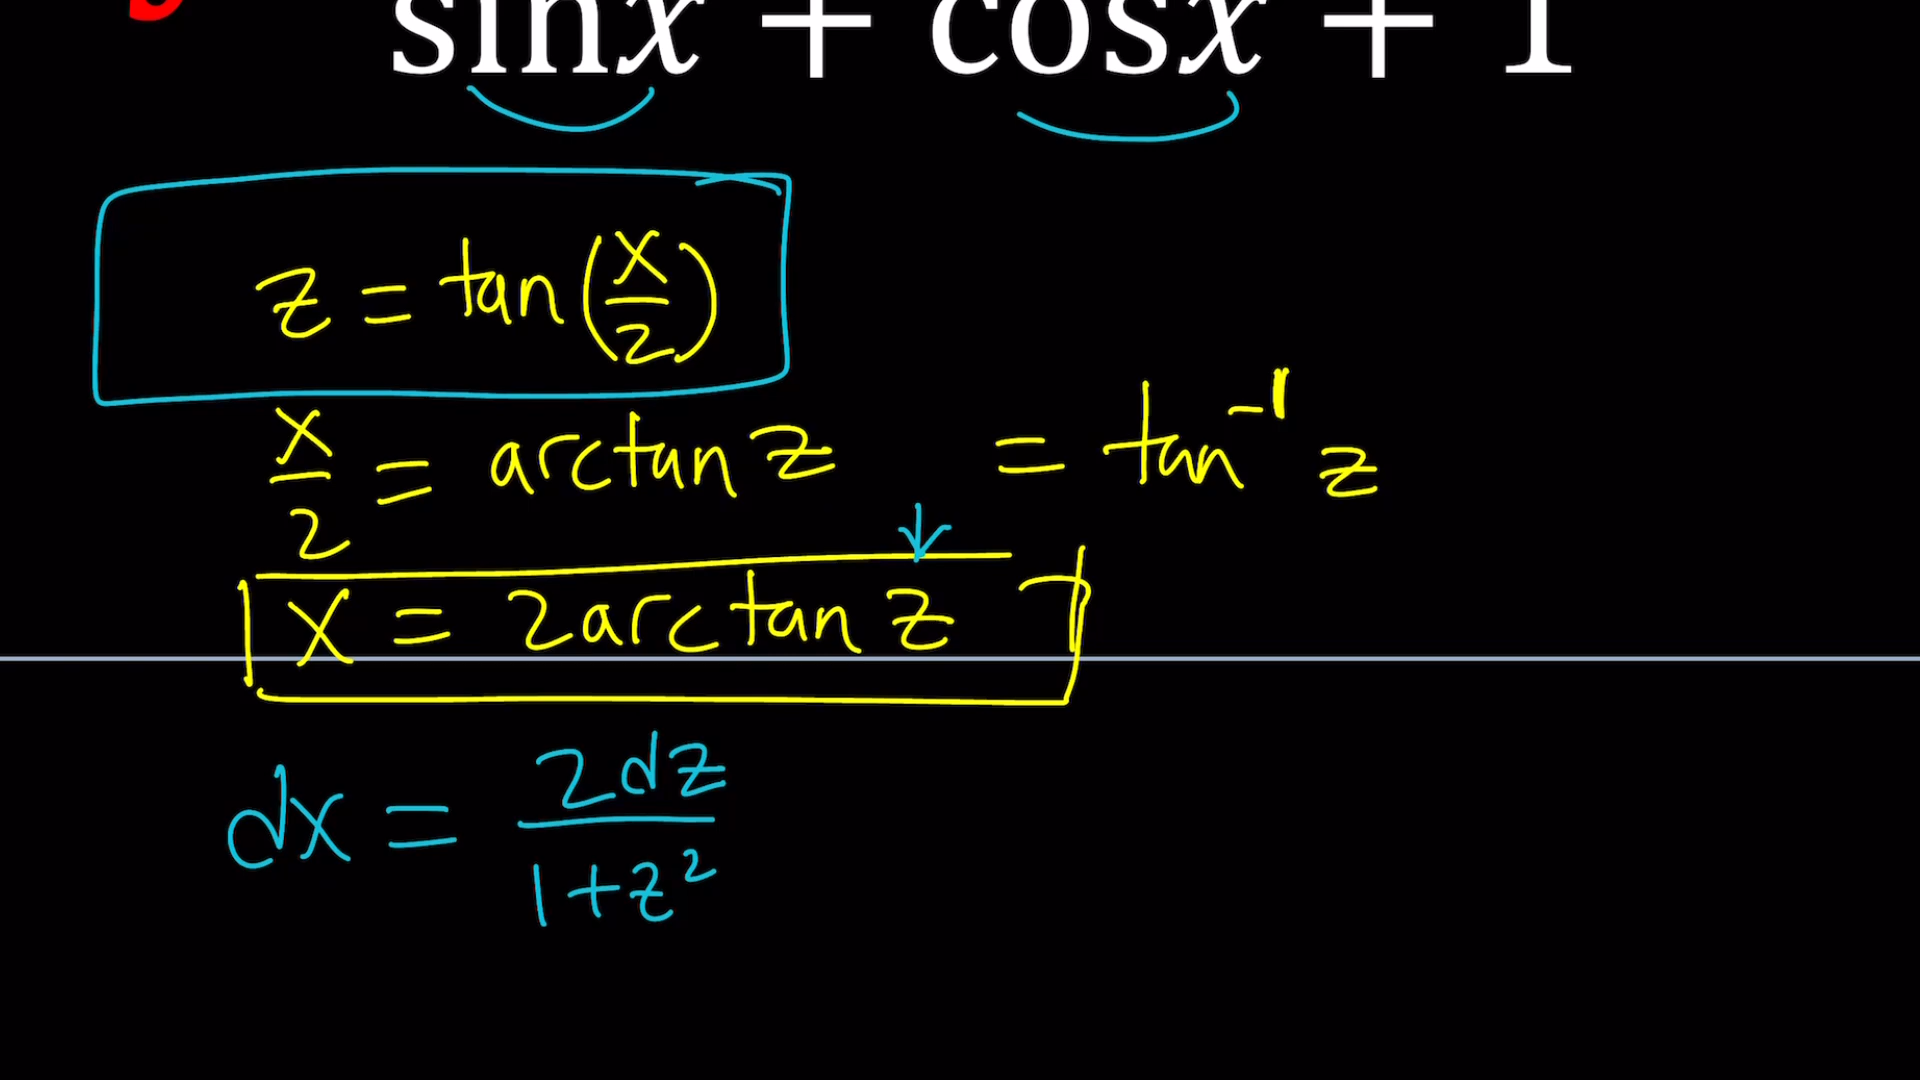 sinx + cosx + 1
z = tan(x/2)
x/2 = arctan z = tan⁻¹ z
x = 2arctan z
dx = 2dz/1+z²